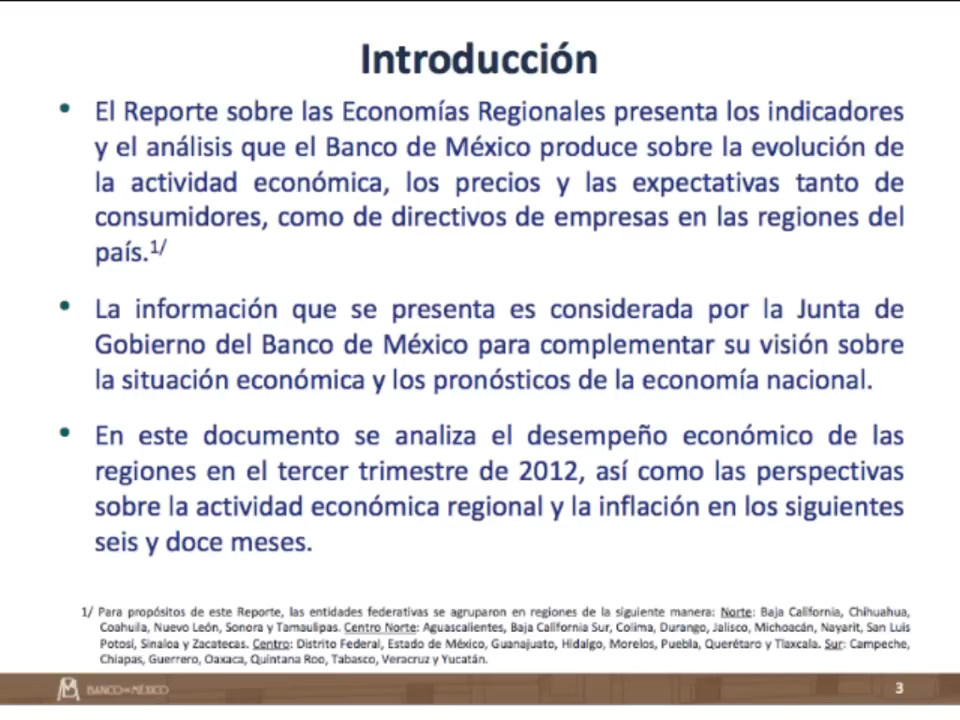 Introducción
• El Reporte sobre las Economías Regionales presenta los indicadores
y el análisis que el Banco de México produce sobre la evolución de
la actividad económica, los precios y las expectativas tanto de
consumidores, como de directivos de empresas en las regiones del
país.1/
• La información que se presenta es considerada por la Junta de
Gobierno del Banco de México para complementar su visión sobre
la situación económica y los pronósticos de la economía nacional.
• En este documento se analiza el desempeño económico de las
regiones en el tercer trimestre de 2012, así como las perspectivas
sobre la actividad económica regional y la inflación en los siguientes
seis y doce meses.
1/ Para propósitos de este Reporte, las entidades federativas se agruparon en regiones de la siguiente manera: Norte: Baja California, Chihuahua,
Coahuila, Nuevo León, Sonora y Tamaulipas. Centro Norte: Aguascalientes, Baja California Sur, Colima, Durango, Jalisco, Michoacán, Nayarit, San Luis
Potosí, Sinaloa y Zacatecas. Centro: Distrito Federal, Estado de México, Guanajuato, Hidalgo, Morelos, Puebla, Querétaro y Tlaxcala. Sur: Campeche,
Chiapas, Guerrero, Oaxaca, Quintana Roo, Tabasco, Veracruz y Yucatán.
BANCO DE MÉXICO
3